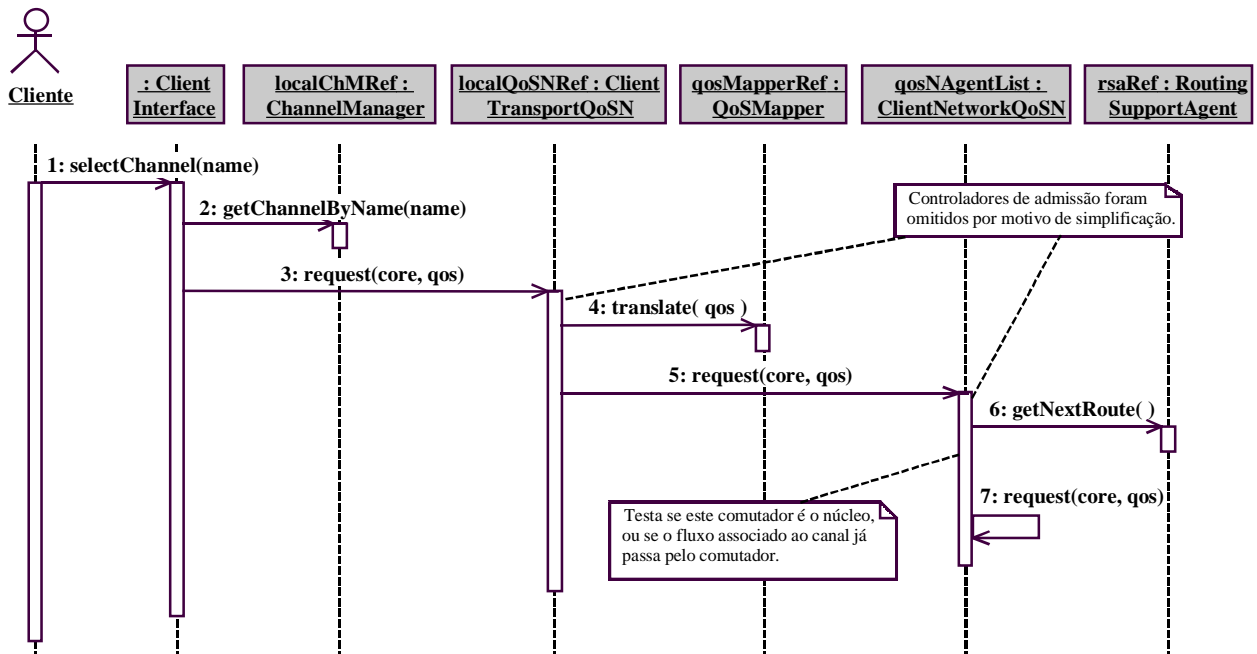 Cliente
: Client
Interface
localChMRef :
ChannelManager
localQoSNRef : Client
TransportQoSN
qosMapperRef :
QoSMapper
qosNAgentList :
ClientNetworkQoSN
rsaRef : Routing
SupportAgent
1: selectChannel(name)
2: getChannelByName(name)
Controladores de admissão foram
omitidos por motivo de simplificação.
3: request(core, qos)
4: translate( qos )
5: request(core, qos)
6: getNextRoute( )
7: request(core, qos)
Testa se este comutador é o núcleo,
ou se o fluxo associado ao canal já
passa pelo comutador.